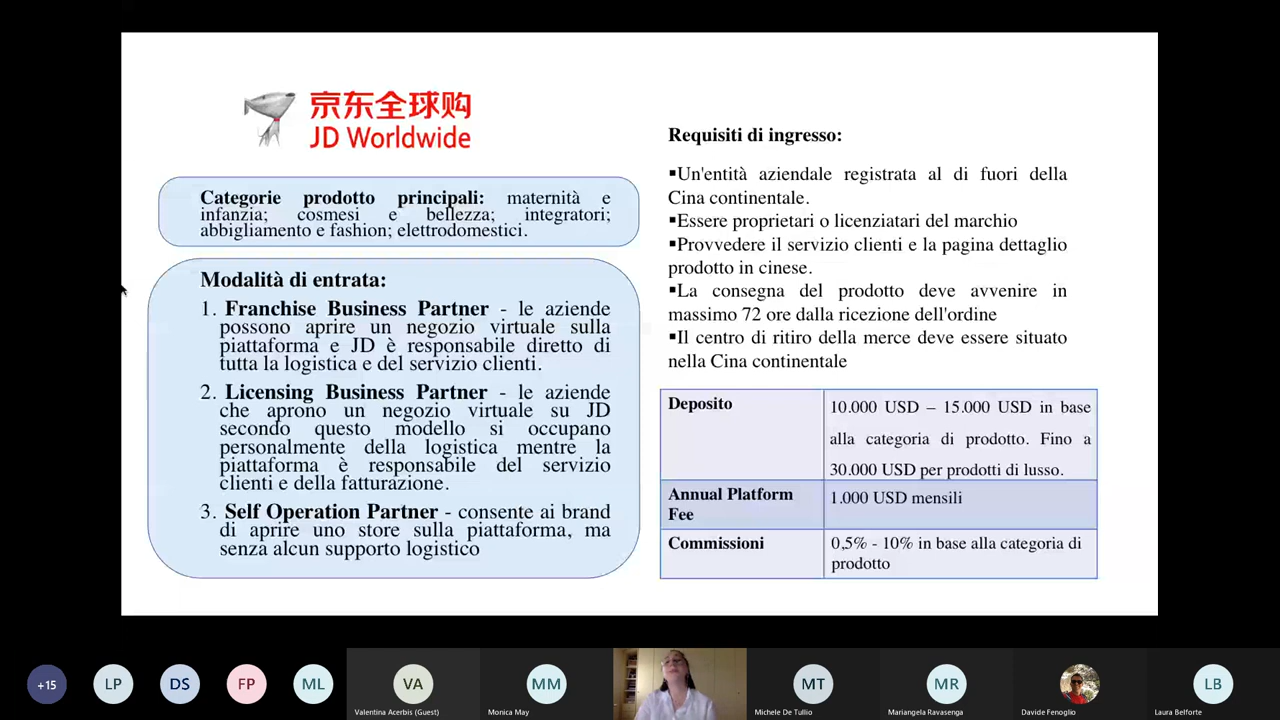 京东全球购
JD Worldwide
Categorie prodotto principali: maternità e
infanzia; cosmesi e bellezza; integratori;
abbigliamento e fashion; elettrodomestici.
Modalità di entrata:
1. Franchise Business Partner - le aziende
possono aprire un negozio virtuale sulla
piattaforma e JD è responsabile diretto di
tutta la logistica e del servizio clienti.
2. Licensing Business Partner - le aziende
che aprono un negozio virtuale su JD
secondo questo modello si occupano
personalmente della logistica mentre la
piattaforma è responsabile del servizio
clienti e della fatturazione.
3. Self Operation Partner - consente ai brand
di aprire uno store sulla piattaforma, ma
senza alcun supporto logistico
Requisiti di ingresso:
▪Un'entità aziendale registrata al di fuori della
Cina continentale.
▪Essere proprietari o licenziatari del marchio
▪Provvedere il servizio clienti e la pagina dettaglio
prodotto in cinese.
▪La consegna del prodotto deve avvenire in
massimo 72 ore dalla ricezione dell'ordine
▪Il centro di ritiro della merce deve essere situato
nella Cina continentale
Deposito
10.000 USD – 15.000 USD in base
alla categoria di prodotto. Fino a
30.000 USD per prodotti di lusso.
Annual Platform
Fee
1.000 USD mensili
Commissioni
0,5% - 10% in base alla categoria di
prodotto
+15
LP
DS
FP
ML
VA
Valentina Acerbis (Guest)
MM
Monica May
MT
Michele De Tullio
MR
Mariangela Ravasenga
Davide Fenoglio
LB
Laura Belforte